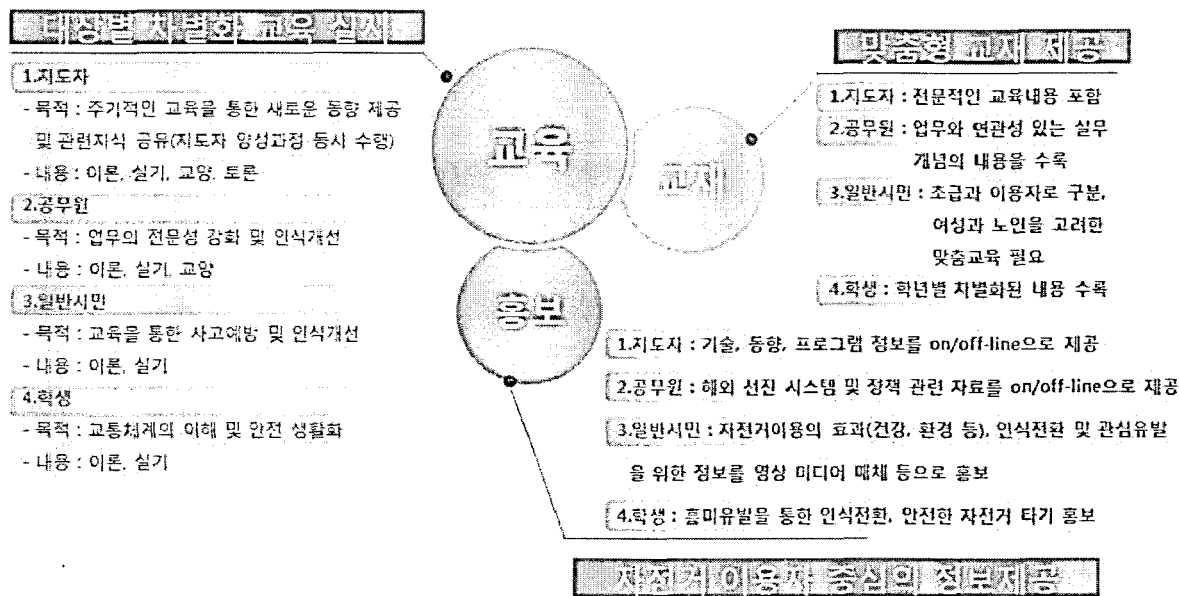 대상별 차별화 교육 실시
1.지도자
- 목적 : 주기적인 교육을 통한 새로운 동향 제공
및 관련지식 공유(지도자 양성과정 동시 수행)
- 내용 : 이론, 실기, 교양, 토론
2.공무원
- 목적 : 업무의 전문성 강화 및 인식개선
- 내용 : 이론, 실기, 교양
3.일반시민
- 목적 : 교육을 통한 사고예방 및 인식개선
- 내용 : 이론, 실기
4.학생
- 목적 : 교통체계의 이해 및 안전 생활화
- 내용 : 이론, 실기
교육
교재
홍보
맞춤형 교재 제공
1.지도자 : 전문적인 교육내용 포함
2.공무원 : 업무와 연관성 있는 실무
개념의 내용을 수록
3.일반시민 : 초급과 이용자로 구분,
여성과 노인을 고려한
맞춤교육 필요
4.학생 : 학년별 차별화된 내용 수록
1.지도자 : 기술, 동향, 프로그램 정보를 on/off-line으로 제공
2.공무원 : 해외 선진 시스템 및 정책 관련 자료를 on/off-line으로 제공
3.일반시민 : 자전거이용의 효과(건강, 환경 등), 인식전환 및 관심유발
을 위한 정보를 영상 미디어 매체 등으로 홍보
4.학생 : 흥미유발을 통한 인식전환, 안전한 자전거 타기 홍보
자전거 이용자 중심의 정보제공